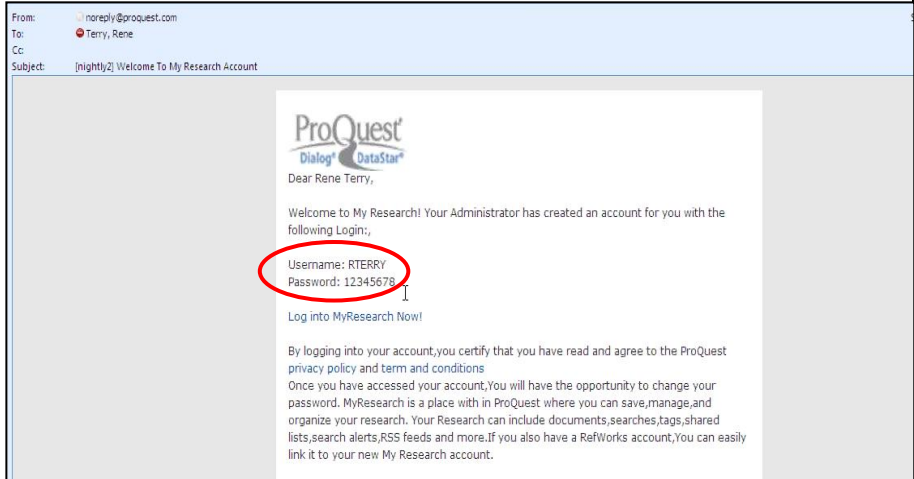 From: noreply@proquest.com
To: Terry, Rene
Cc:
Subject: [nightly2] Welcome To My Research Account
ProQuest
Dialog® DataStar®
Dear Rene Terry,
Welcome to My Research! Your Administrator has created an account for you with the
following Login:,
Username: RTERRY
Password: 12345678
Log into MyResearch Now!
By logging into your account,you certify that you have read and agree to the ProQuest
privacy policy and term and conditions
Once you have accessed your account,You will have the opportunity to change your
password. MyResearch is a place with in ProQuest where you can save,manage,and
organize your research. Your Research can include documents,searches,tags,shared
lists,search alerts,RSS feeds and more.If you also have a RefWorks account,You can easily
link it to your new My Research account.